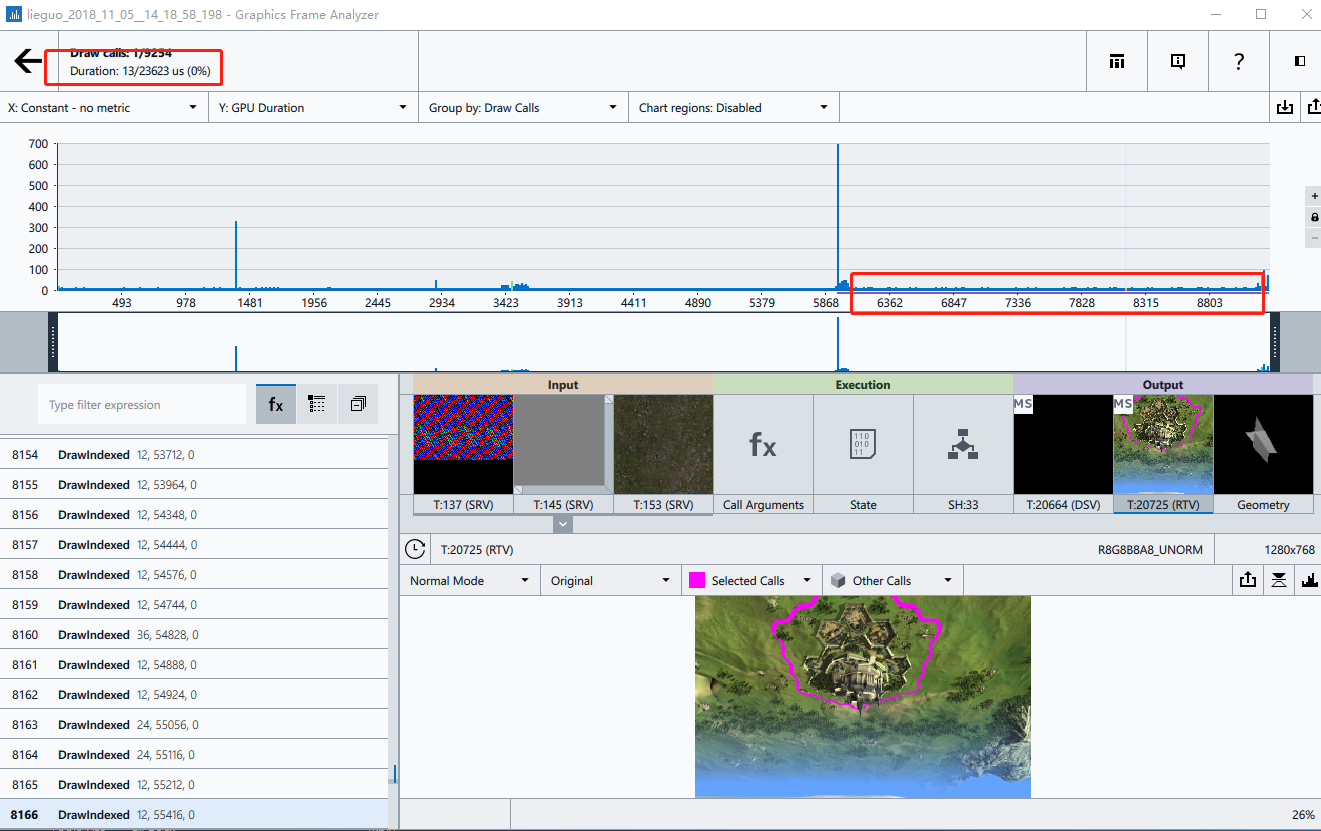 lieguo_2018_11_05__14_18_58_198 - Graphics Frame Analyzer
Draw calls: 1/9254
Duration: 13/23623 us (0%)
?
X: Constant - no metric
Y: GPU Duration
Group by: Draw Calls
Chart regions: Disabled
700
600
500
400
300
200
100
0
493 978 1481 1956 2445 2934 3423 3913 4411 4890 5379 5868 6362 6847 7336 7828 8315 8803
+
−
Type filter expression
fx
8154 DrawIndexed 12, 53712, 0
8155 DrawIndexed 12, 53964, 0
8156 DrawIndexed 12, 54348, 0
8157 DrawIndexed 12, 54444, 0
8158 DrawIndexed 12, 54576, 0
8159 DrawIndexed 12, 54744, 0
8160 DrawIndexed 36, 54828, 0
8161 DrawIndexed 12, 54888, 0
8162 DrawIndexed 12, 54924, 0
8163 DrawIndexed 24, 55056, 0
8164 DrawIndexed 24, 55116, 0
8165 DrawIndexed 12, 55212, 0
8166 DrawIndexed 12, 55416, 0
Input Execution Output
fx
110
010
11
MS MS
T:137 (SRV) T:145 (SRV) T:153 (SRV) Call Arguments State SH:33 T:20664 (DSV) T:20725 (RTV) Geometry
T:20725 (RTV) R8G8B8A8_UNORM 1280x768
Normal Mode Original Selected Calls Other Calls
26%